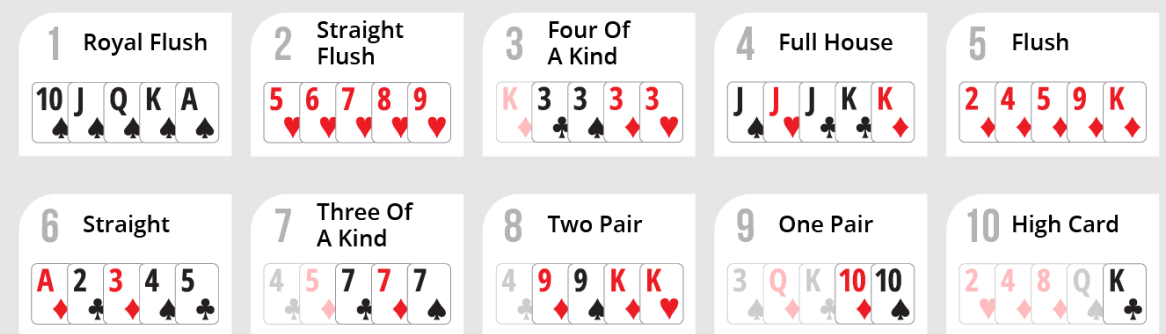 1 Royal Flush
10 J Q K A
2 Straight
Flush
5 6 7 8 9
3 Four Of
A Kind
K 3 3 3 3
4 Full House
J J J K K
5 Flush
2 4 5 9 K
6 Straight
A 2 3 4 5
7 Three Of
A Kind
4 5 7 7 7
8 Two Pair
4 9 9 K K
9 One Pair
3 Q K 10 10
10 High Card
2 4 8 Q K